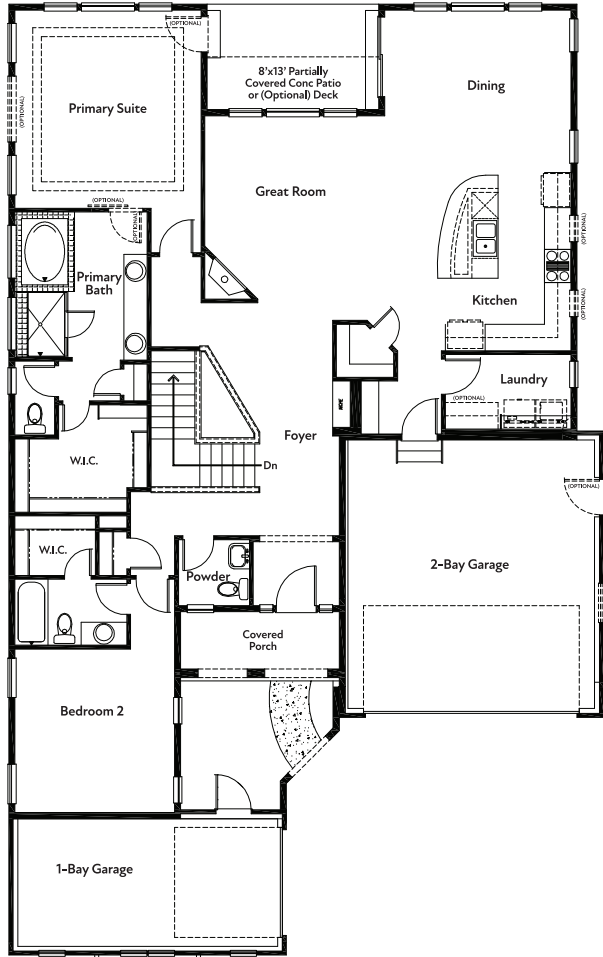 (OPTIONAL)
8'x13' Partially
Covered Conc Patio
or (Optional) Deck
Dining
Primary Suite
(OPTIONAL)
Great Room
(OPTIONAL)
(OPTIONAL)
(OPTIONAL)
Primary
Bath
Kitchen
(OPTIONAL)
Laundry
(OPTIONAL)
Foyer
W.I.C.
Dn
(OPTIONAL)
W.I.C.
2-Bay Garage
Powder
Covered
Porch
Bedroom 2
1-Bay Garage